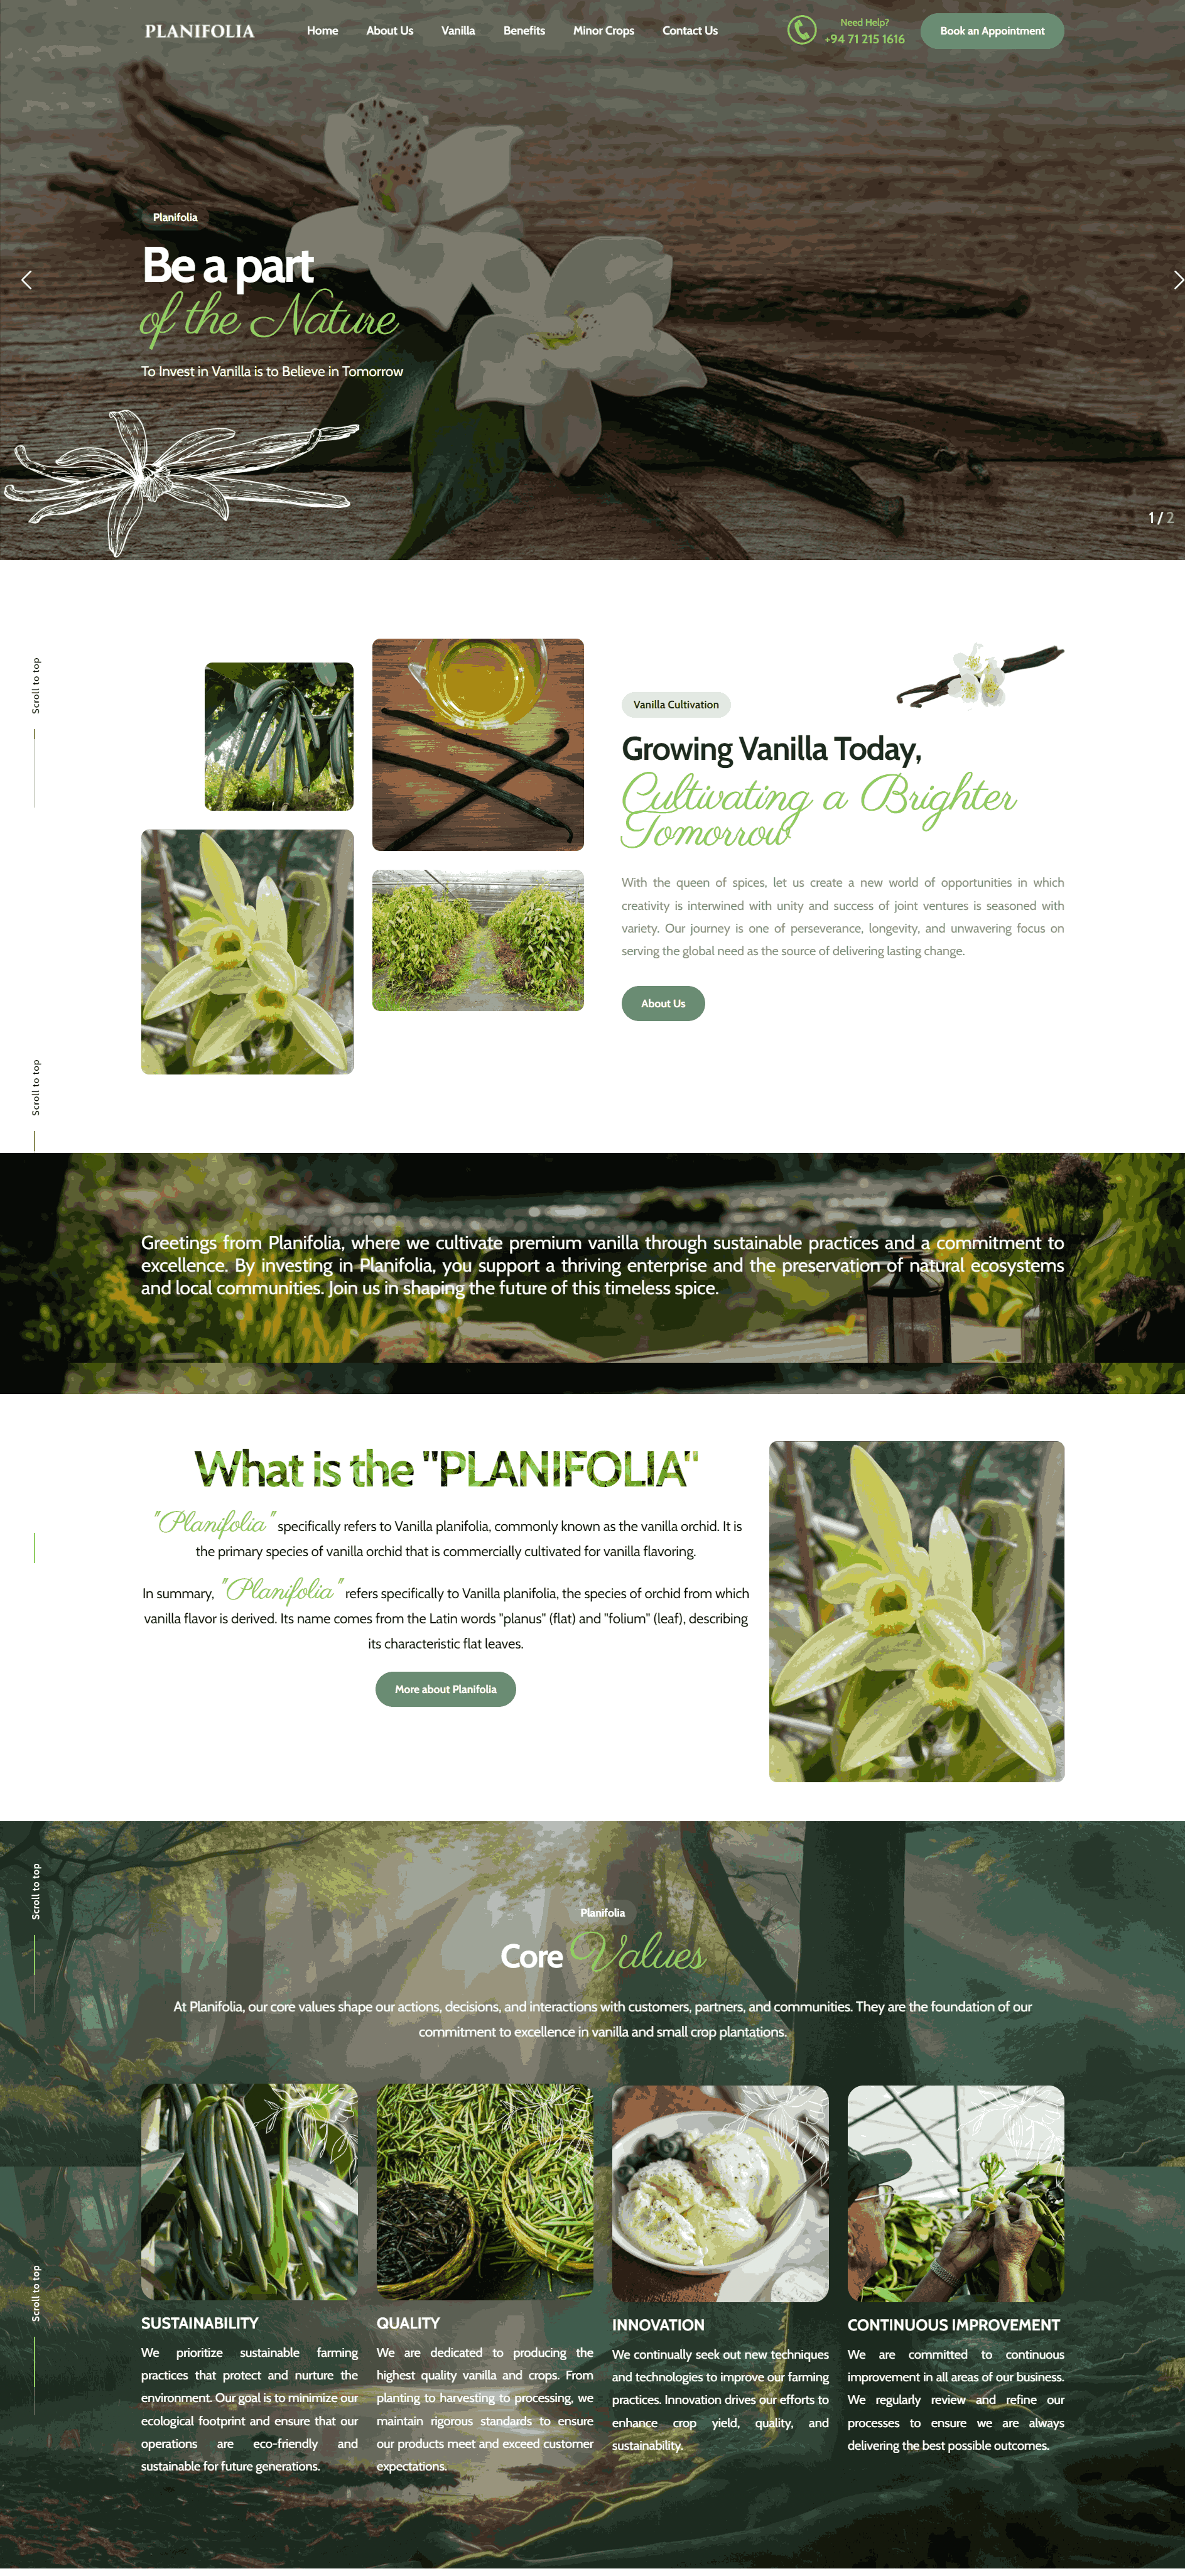 PLANIFOLIA
Home
About Us
Vanilla
Benefits
Minor Crops
Contact Us
Need Help?
+94 71 215 1616
Book an Appointment
Planifolia
Be a part
of the Nature
To Invest in Vanilla is to Believe in Tomorrow
1 / 2
Scroll to top
Vanilla Cultivation
Growing Vanilla Today,
Cultivating a Brighter
Tomorrow
With the queen of spices, let us create a new world of opportunities in which
creativity is interwined with unity and success of joint ventures is seasoned with
variety. Our journey is one of perseverance, longevity, and unwavering focus on
serving the global need as the source of delivering lasting change.
About Us
Scroll to top
Greetings from Planifolia, where we cultivate premium vanilla through sustainable practices and a commitment to
excellence. By investing in Planifolia, you support a thriving enterprise and the preservation of natural ecosystems
and local communities. Join us in shaping the future of this timeless spice.
What is the "PLANIFOLIA"
"Planifolia" specifically refers to Vanilla planifolia, commonly known as the vanilla orchid. It is
the primary species of vanilla orchid that is commercially cultivated for vanilla flavoring.
In summary, "Planifolia" refers specifically to Vanilla planifolia, the species of orchid from which
vanilla flavor is derived. Its name comes from the Latin words "planus" (flat) and "folium" (leaf), describing
its characteristic flat leaves.
More about Planifolia
Scroll to top
Planifolia
Core Values
At Planifolia, our core values shape our actions, decisions, and interactions with customers, partners, and communities. They are the foundation of our
commitment to excellence in vanilla and small crop plantations.
Scroll to top
SUSTAINABILITY
We prioritize sustainable farming
practices that protect and nurture the
environment. Our goal is to minimize our
ecological footprint and ensure that our
operations are eco-friendly and
sustainable for future generations.
QUALITY
We are dedicated to producing the
highest quality vanilla and crops. From
planting to harvesting to processing, we
maintain rigorous standards to ensure
our products meet and exceed customer
expectations.
INNOVATION
We continually seek out new techniques
and technologies to improve our farming
practices. Innovation drives our efforts to
enhance crop yield, quality, and
sustainability.
CONTINUOUS IMPROVEMENT
We are committed to continuous
improvement in all areas of our business.
We regularly review and refine our
processes to ensure we are always
delivering the best possible outcomes.